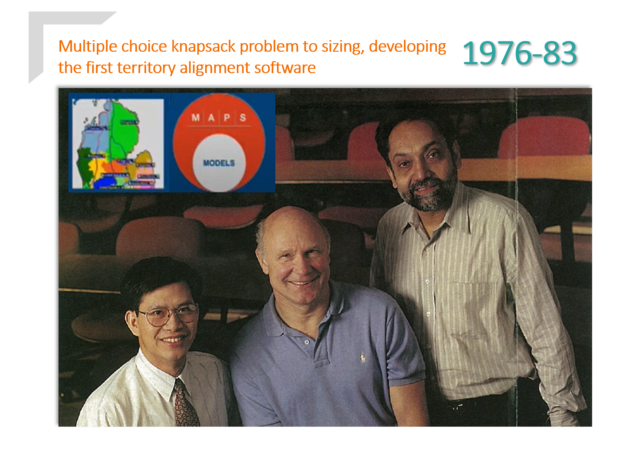 Multiple choice knapsack problem to sizing, developing
the first territory alignment software
1976-83
M | A | P | S
MODELS